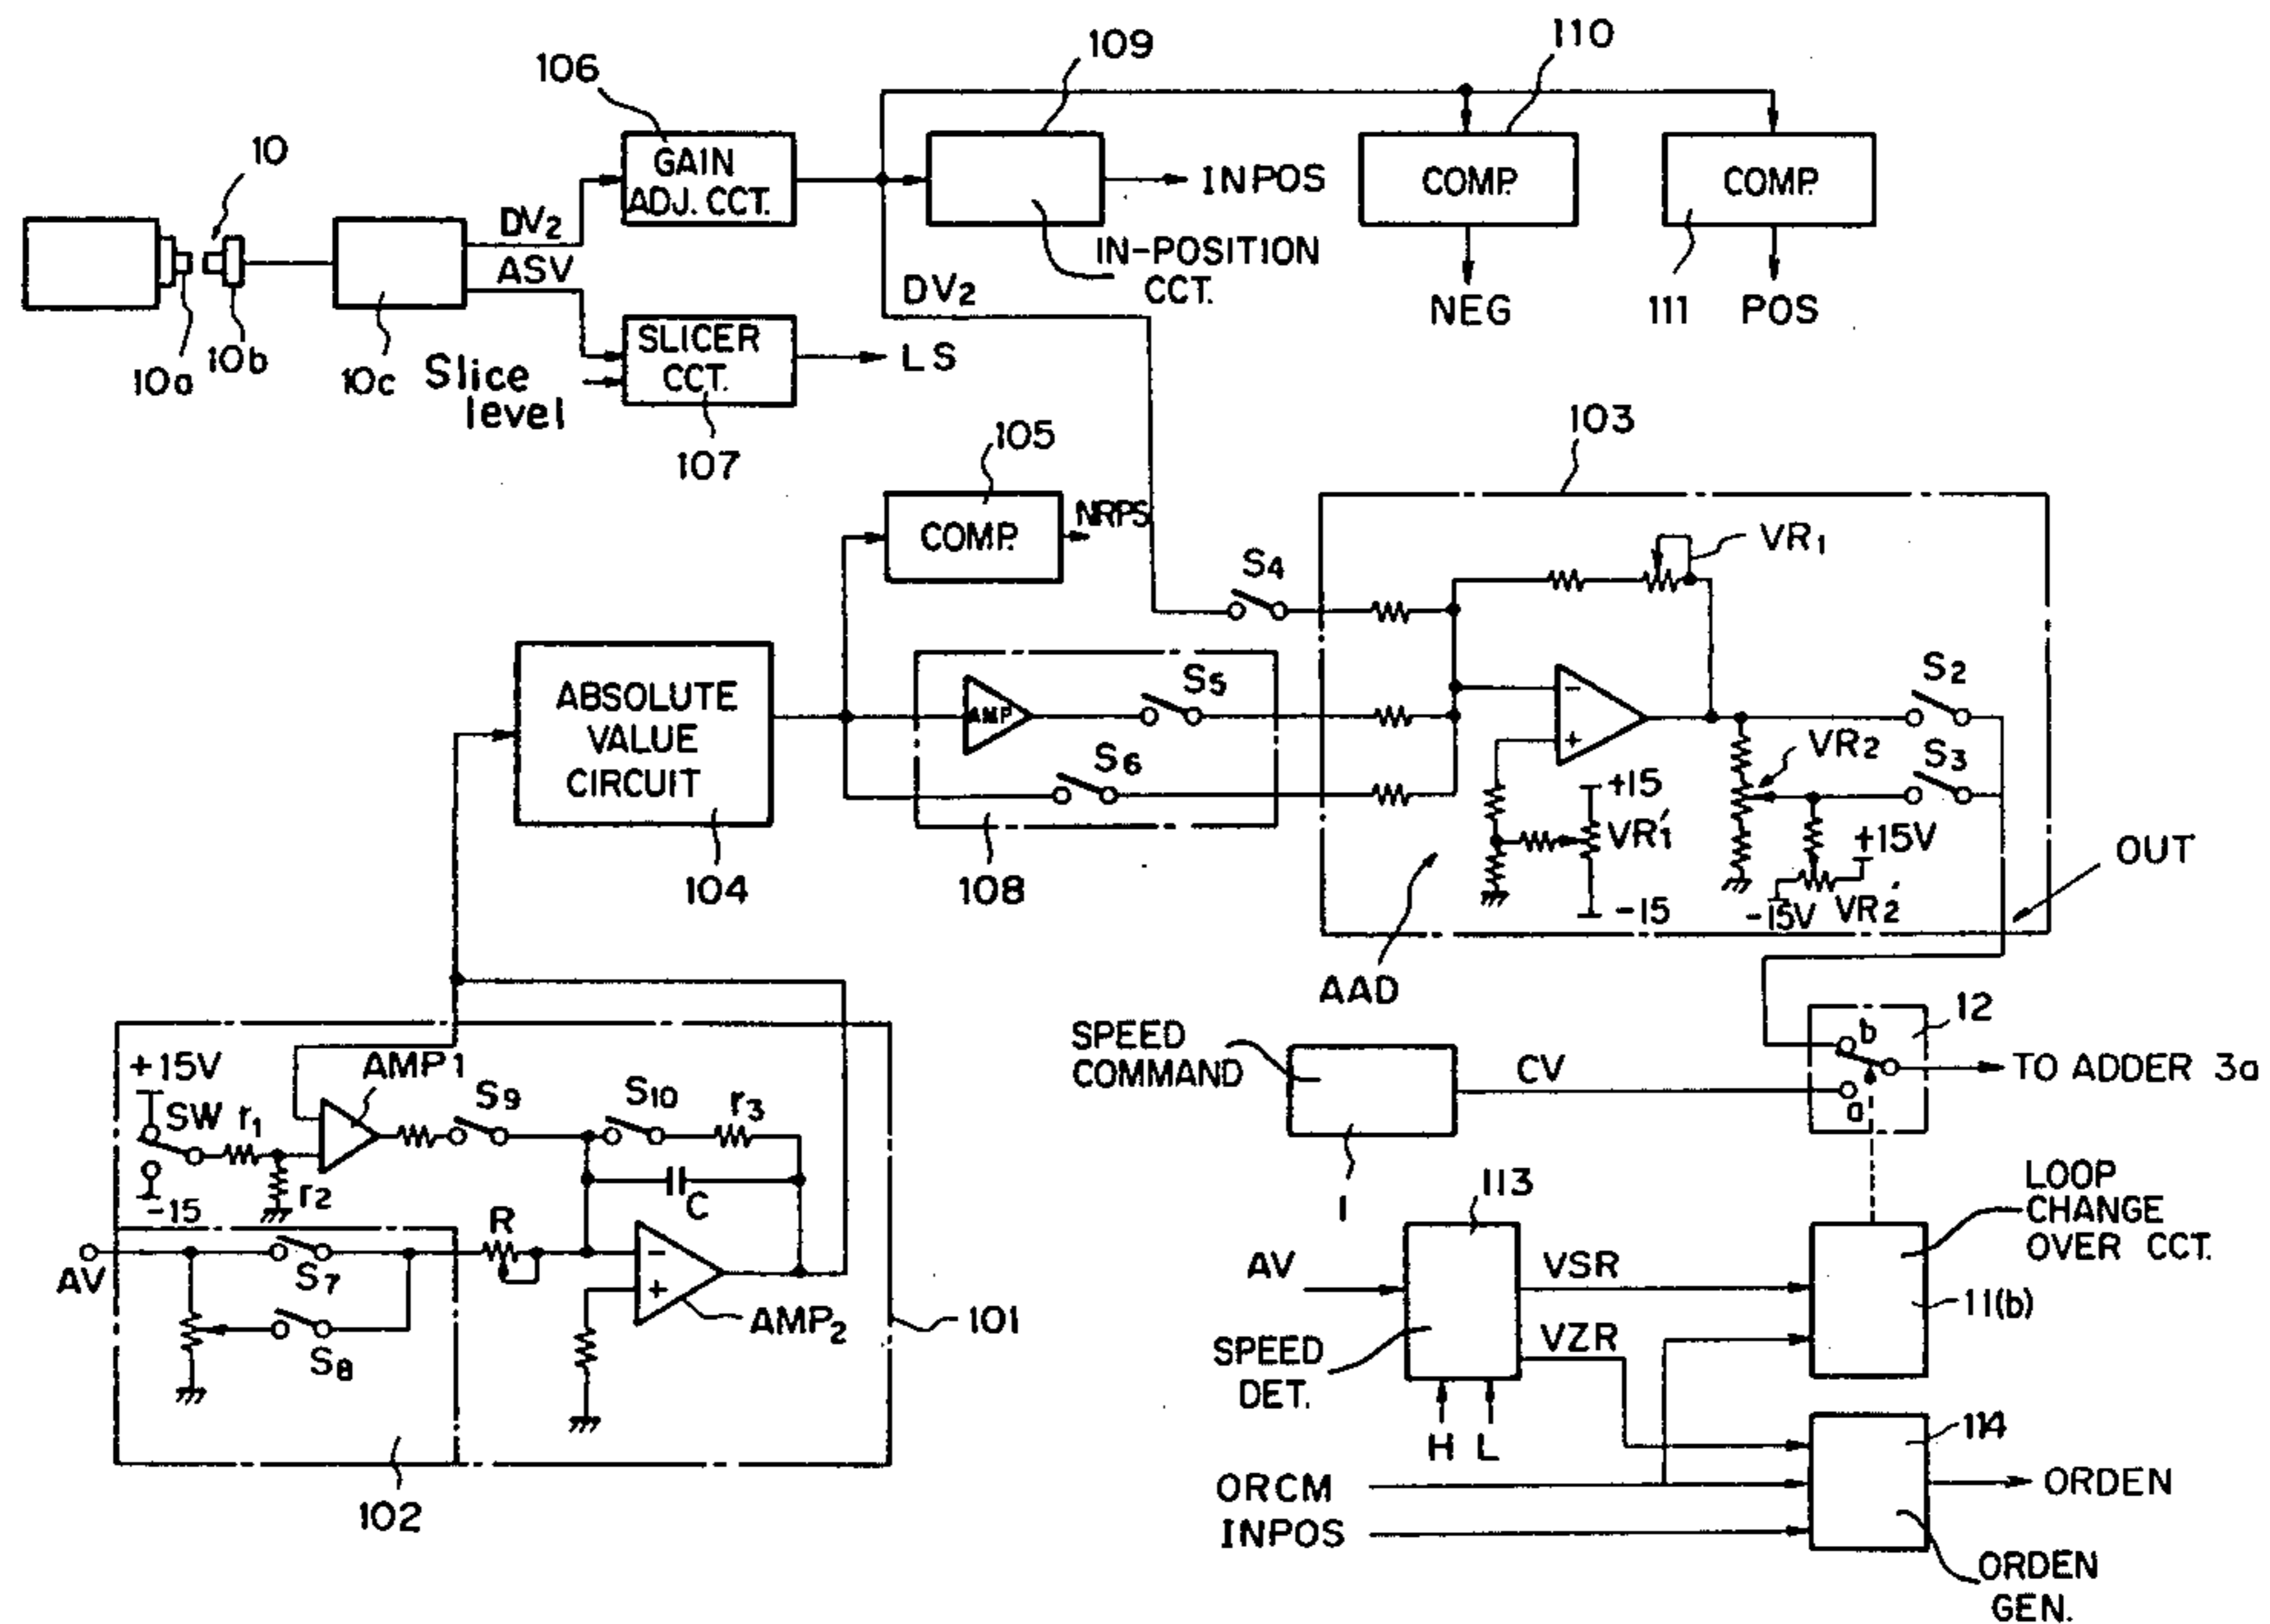 106
109
110
10
GAIN
ADJ. CCT.
INPOS
COMP.
COMP.
DV2
ASV
IN-POSITION
CCT.
DV2
NEG
111
POS
10a
10b
10c
Slice
level
SLICER
CCT.
LS
107
105
103
COMP.
NRPS
VR1
S4
ABSOLUTE
VALUE
CIRCUIT
AMP
S5
S6
S2
VR2
S3
-
+
+15
VR1'
-15
+15V
-15V
VR2'
OUT
104
108
AAD
12
SPEED
COMMAND
CV
b
a
TO ADDER 3a
1
+15V
AMP1
SW
r1
S9
S10
r3
r2
-15
C
R
AV
S7
S8
-
+
AMP2
101
102
113
LOOP
CHANGE
OVER CCT.
AV
VSR
VZR
11(b)
SPEED
DET.
H
L
114
ORCM
INPOS
ORDEN
ORDEN
GEN.